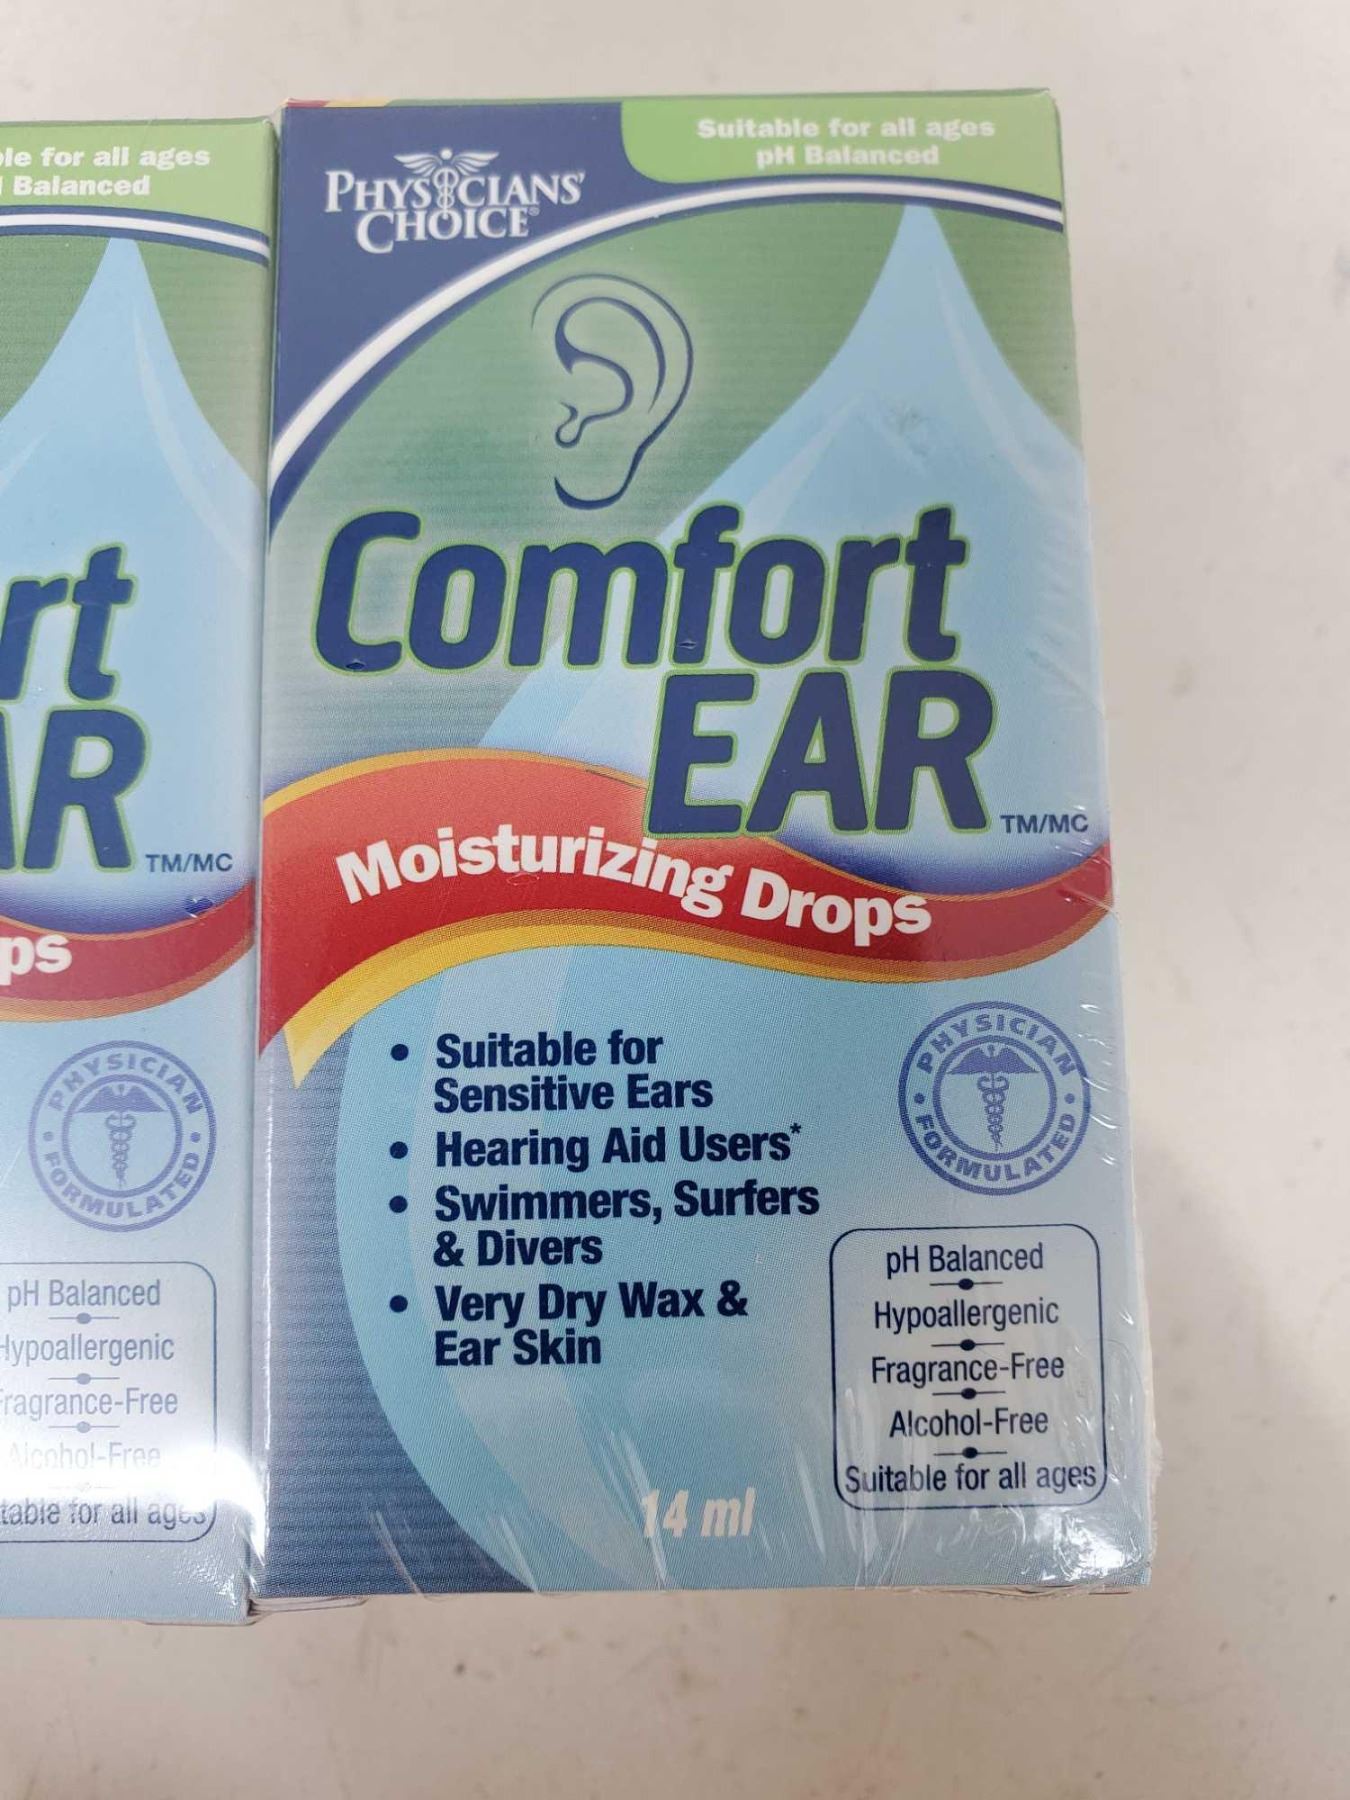 Suitable for all ages
pH Balanced
PHYSICIANS'
CHOICE®
Comfort
EAR TM/MC
Moisturizing Drops
• Suitable for
Sensitive Ears
• Hearing Aid Users*
• Swimmers, Surfers
& Divers
• Very Dry Wax &
Ear Skin
PHYSICIAN
• FORMULATED •
pH Balanced
Hypoallergenic
Fragrance-Free
Alcohol-Free
Suitable for all ages
14 ml
for all ages
Balanced
rt
AR TM/MC
ps
PHYSICIAN
• FORMULATED •
pH Balanced
Hypoallergenic
Fragrance-Free
Alcohol-Free
table for all ages